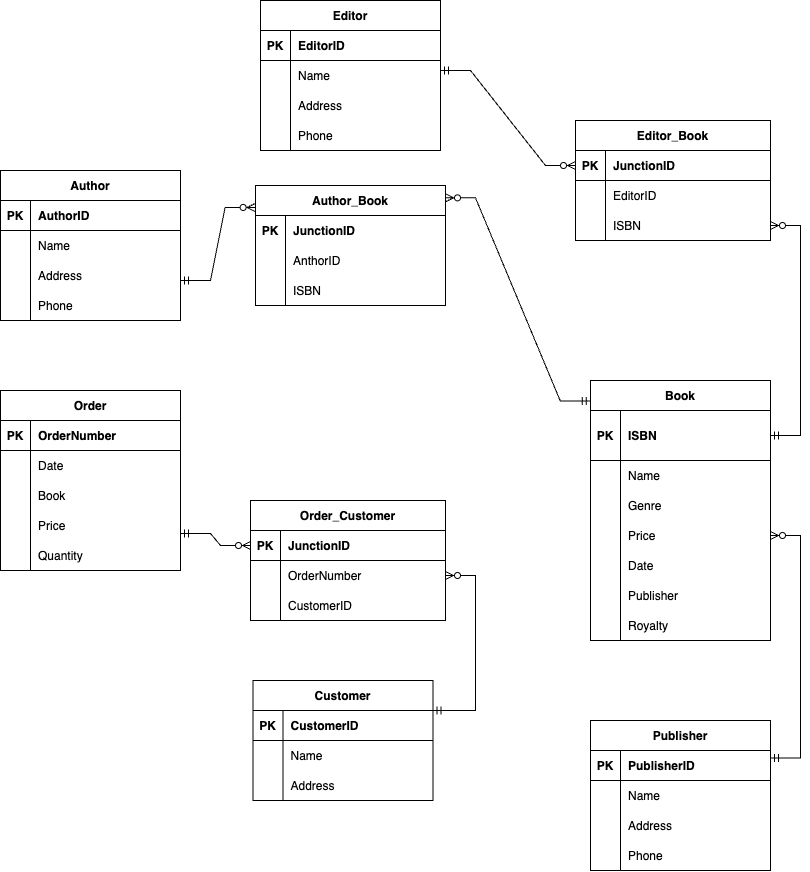 Editor
PK EditorID
Name
Address
Phone
Editor_Book
PK JunctionID
EditorID
ISBN
Author
PK AuthorID
Name
Address
Phone
Author_Book
PK JunctionID
AnthorID
ISBN
Book
PK ISBN
Name
Genre
Price
Date
Publisher
Royalty
Order
PK OrderNumber
Date
Book
Price
Quantity
Order_Customer
PK JunctionID
OrderNumber
CustomerID
Customer
PK CustomerID
Name
Address
Publisher
PK PublisherID
Name
Address
Phone